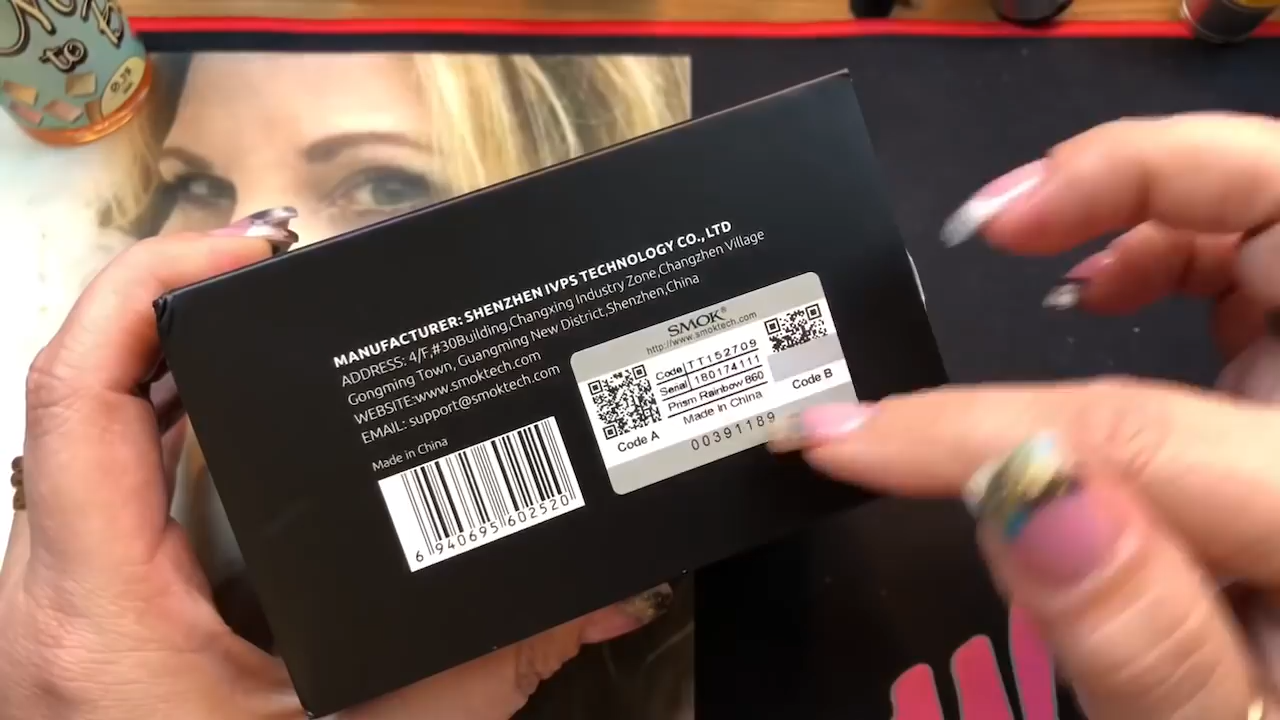 to
MANUFACTURER: SHENZHEN IVPS TECHNOLOGY CO., LTD
ADDRESS: 4/F,#30Building,Changxing Industry Zone,Changzhen Village
Gongming Town, Guangming New District,Shenzhen,China
WEBSITE:www.smoktech.com
EMAIL: support@smoktech.com
Made in China
6 940695 602520
SMOK®
http://www.smoktech.com
Code TT152709
Serial 180174111
Prism Rainbow 860
Made in China
Code A
Code B
00391189